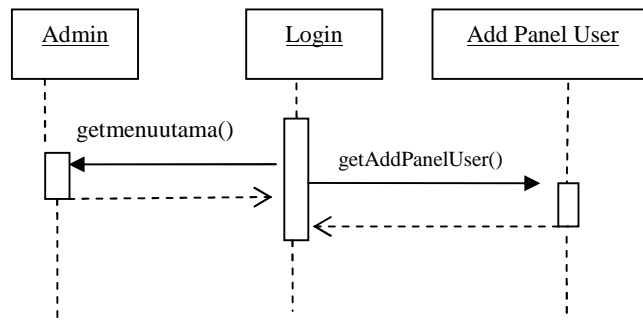 Admin
Login
Add Panel User
getmenuutama()
getAddPanelUser()